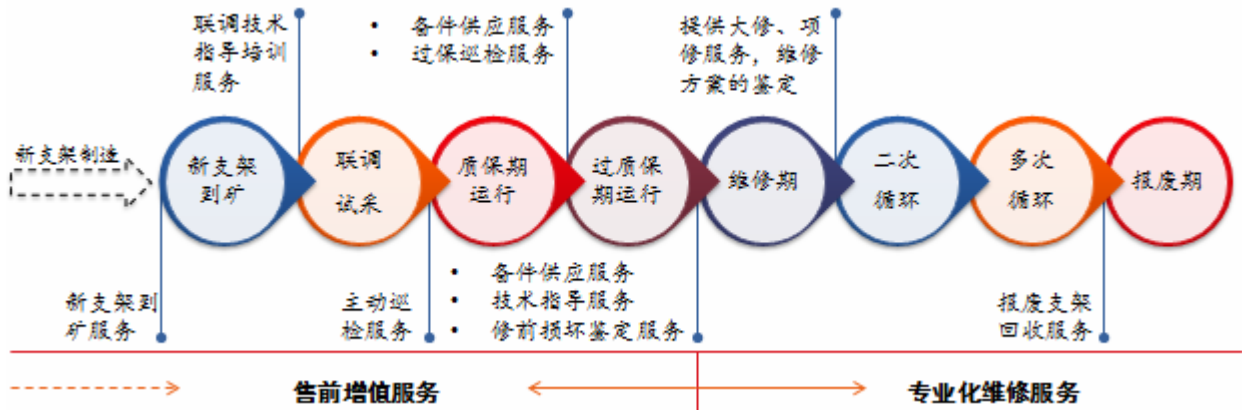 联调技术
指导培训
服务
• 备件供应服务
• 过保巡检服务
提供大修、项
修服务，维修
方案的鉴定
新支架制造
新支架
到矿
联调
试采
质保期
运行
过质保
期运行
维修期
二次
循环
多次
循环
报废期
新支架到
矿服务
主动巡
检服务
• 备件供应服务
• 技术指导服务
• 修前损坏鉴定服务
报废支架
回收服务
售前增值服务
专业化维修服务